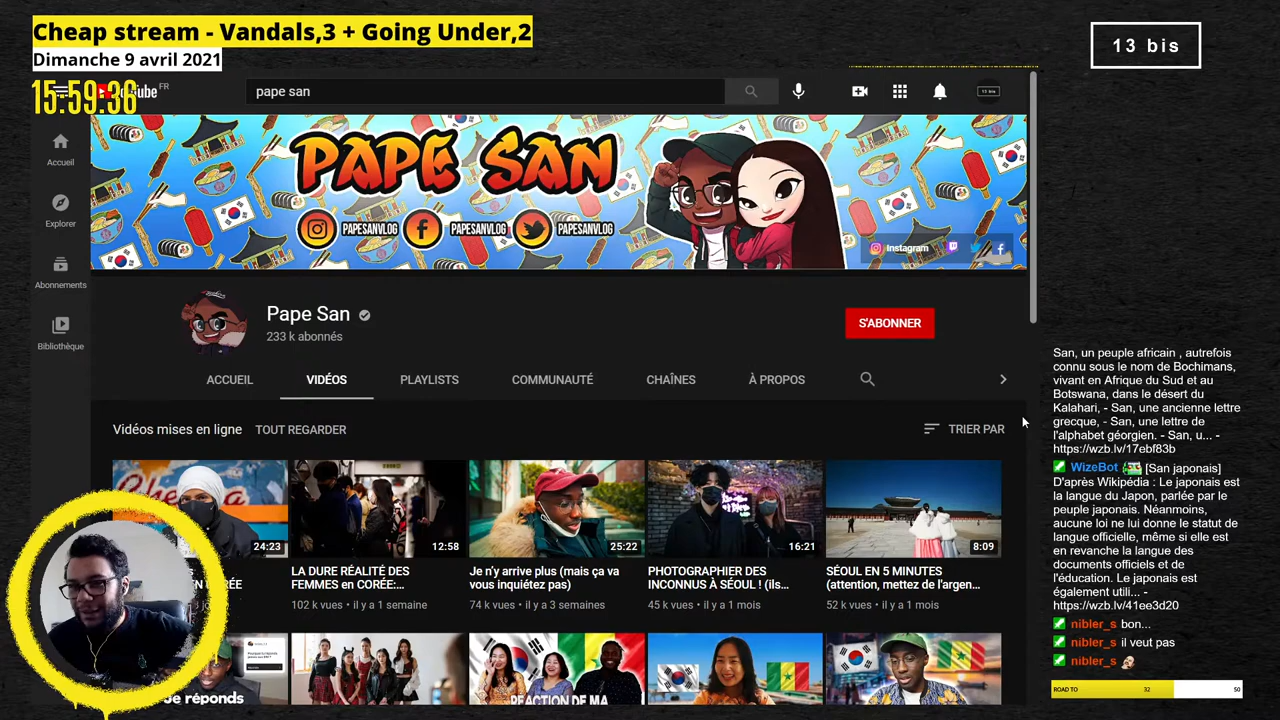 Cheap stream - Vandals,3 + Going Under,2
Dimanche 9 avril 2021
15:59:36
FR
pape san
13 bis
13 bis
Accueil
Explorer
Abonnements
Bibliothèque
PAPE SAN
PAPESANVLOG
PAPESANVLOG
PAPESANVLOG
Instagram
Pape San
233 k abonnés
S'ABONNER
ACCUEIL
VIDÉOS
PLAYLISTS
COMMUNAUTÉ
CHAÎNES
À PROPOS
Vidéos mises en ligne
TOUT REGARDER
TRIER PAR
24:23
12:58
25:22
16:21
8:09
LA DURE RÉALITÉ DES
FEMMES en CORÉE:...
102 k vues • il y a 1 semaine
Je n'y arrive plus (mais ça va
vous inquiétez pas)
74 k vues • il y a 3 semaines
PHOTOGRAPHIER DES
INCONNUS À SÉOUL ! (ils...
45 k vues • il y a 1 mois
SÉOUL EN 5 MINUTES
(attention, mettez de l'argen...
52 k vues • il y a 1 mois
Je réponds
REACTION DE MA
San, un peuple africain , autrefois
connu sous le nom de Bochimans,
vivant en Afrique du Sud et au
Botswana, dans le désert du
Kalahari, - San, une ancienne lettre
grecque, - San, une lettre de
l'alphabet géorgien. - San, u... -
https://wzb.lv/17ebf83b
WizeBot [San japonais]
D'après Wikipédia : Le japonais est
la langue du Japon, parlée par le
peuple japonais. Néanmoins,
aucune loi ne lui donne le statut de
langue officielle, même si elle est
en revanche la langue des
documents officiels et de
l'éducation. Le japonais est
également utili... -
https://wzb.lv/41ee3d20
nibler_s bon...
nibler_s il veut pas
nibler_s
ROAD TO 32 50